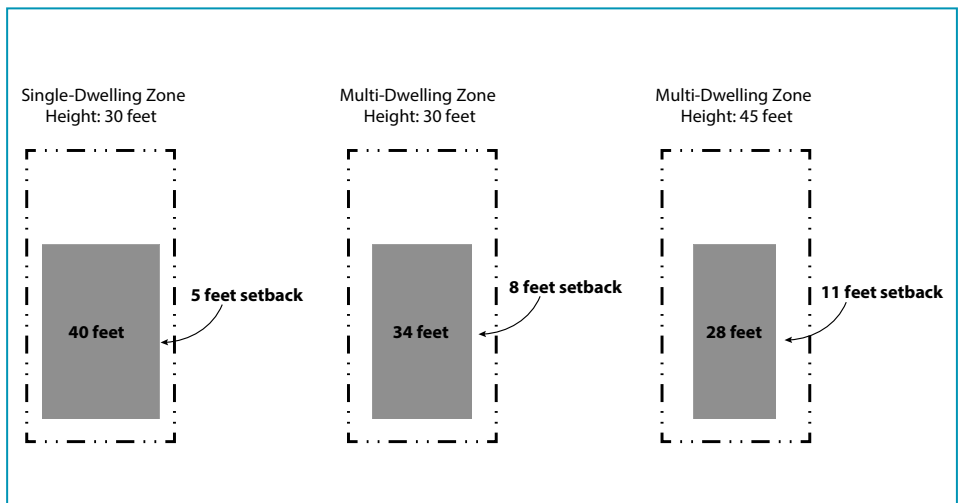 Single-Dwelling Zone
Height: 30 feet
5 feet setback
40 feet
Multi-Dwelling Zone
Height: 30 feet
8 feet setback
34 feet
Multi-Dwelling Zone
Height: 45 feet
11 feet setback
28 feet